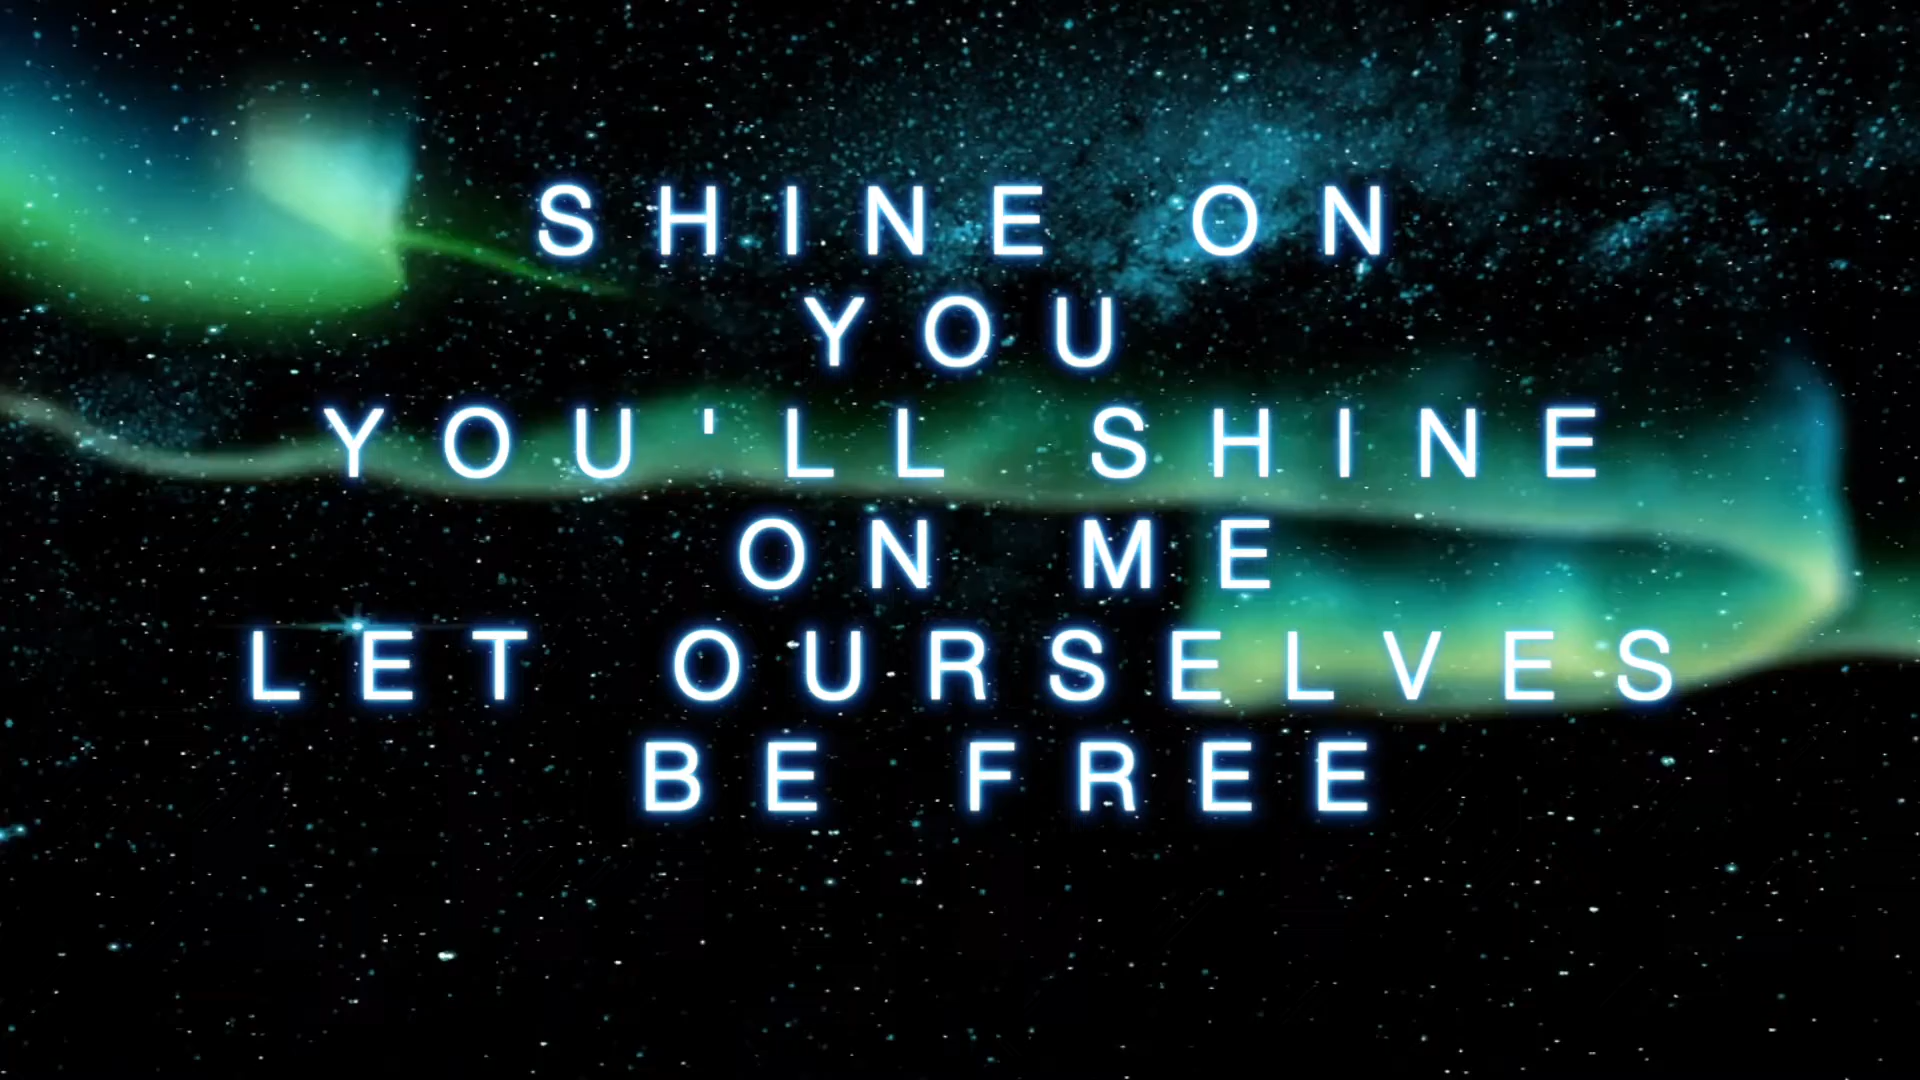 SHINE ON
YOU
YOU'LL SHINE
ON ME
LET OURSELVES
BE FREE